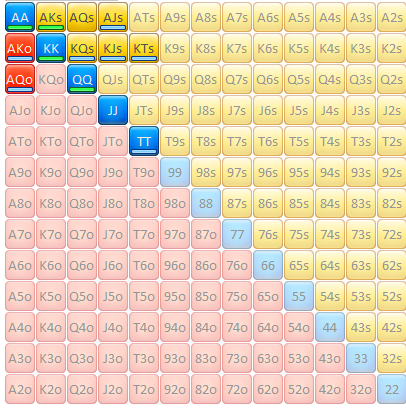 AA AKs AQs AJs ATs A9s A8s A7s A6s A5s A4s A3s A2s
AKo KK KQs KJs KTs K9s K8s K7s K6s K5s K4s K3s K2s
AQo KQo QQ QJs QTs Q9s Q8s Q7s Q6s Q5s Q4s Q3s Q2s
AJo KJo QJo JJ JTs J9s J8s J7s J6s J5s J4s J3s J2s
ATo KTo QTo JTo TT T9s T8s T7s T6s T5s T4s T3s T2s
A9o K9o Q9o J9o T9o 99 98s 97s 96s 95s 94s 93s 92s
A8o K8o Q8o J8o T8o 98o 88 87s 86s 85s 84s 83s 82s
A7o K7o Q7o J7o T7o 97o 87o 77 76s 75s 74s 73s 72s
A6o K6o Q6o J6o T6o 96o 86o 76o 66 65s 64s 63s 62s
A5o K5o Q5o J5o T5o 95o 85o 75o 65o 55 54s 53s 52s
A4o K4o Q4o J4o T4o 94o 84o 74o 64o 54o 44 43s 42s
A3o K3o Q3o J3o T3o 93o 83o 73o 63o 53o 43o 33 32s
A2o K2o Q2o J2o T2o 92o 82o 72o 62o 52o 42o 32o 22